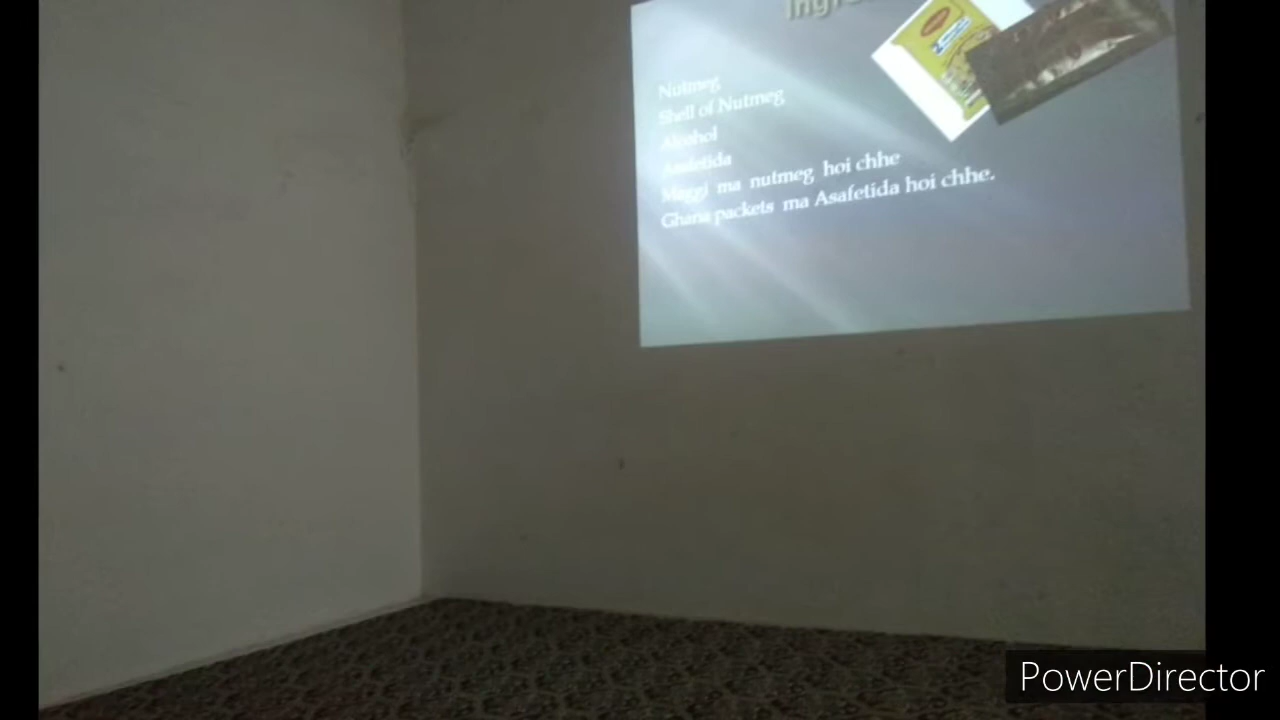 Nutmeg
Shell of Nutmeg
Alcohol
Asafetida
Maggi ma nutmeg hoi chhe
Ghana packets ma Asafetida hoi chhe.
PowerDirector